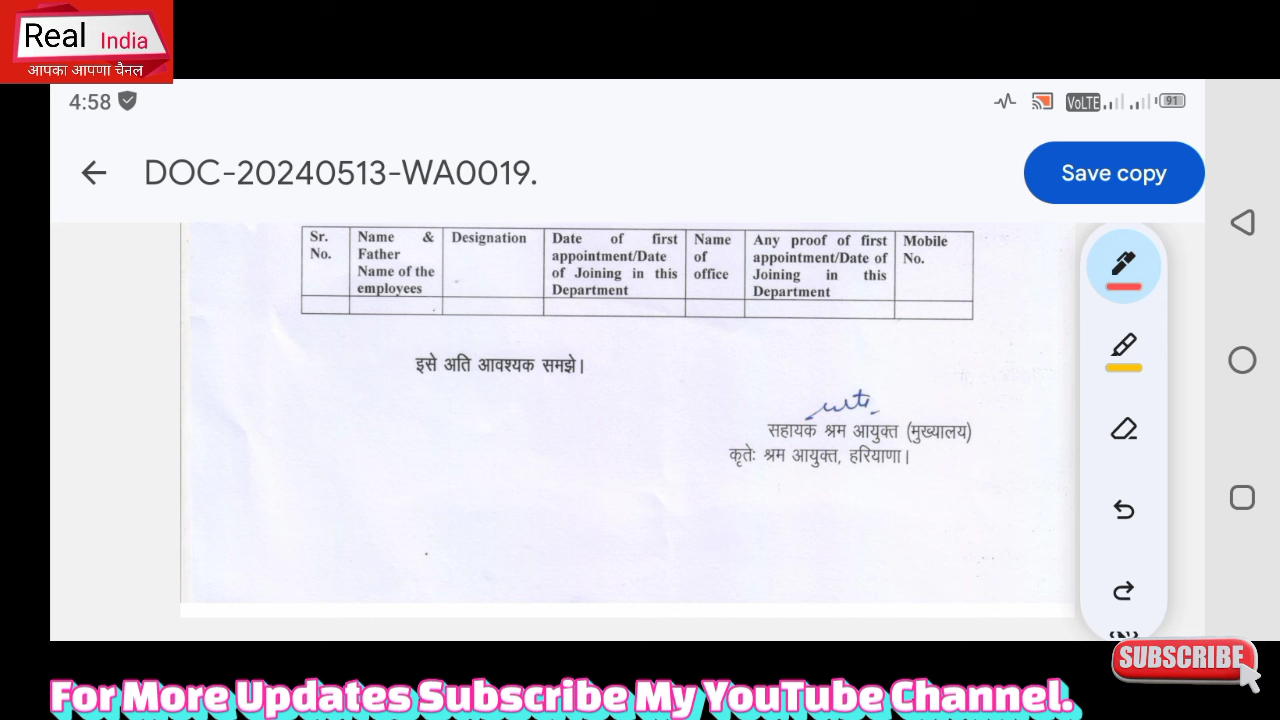 Real India
आपका आपणा चैनल
4:58
VoLTE 91
DOC-20240513-WA0019.
Save copy
Sr. No.
Name & Father Name of the employees
Designation
Date of first appointment/Date of Joining in this Department
Name of office
Any proof of first appointment/Date of Joining in this Department
Mobile No.
इसे अति आवश्यक समझे।
सहायक श्रम आयुक्त (मुख्यालय)
कृतेः श्रम आयुक्त, हरियाणा।
SUBSCRIBE
For More Updates Subscribe My YouTube Channel.